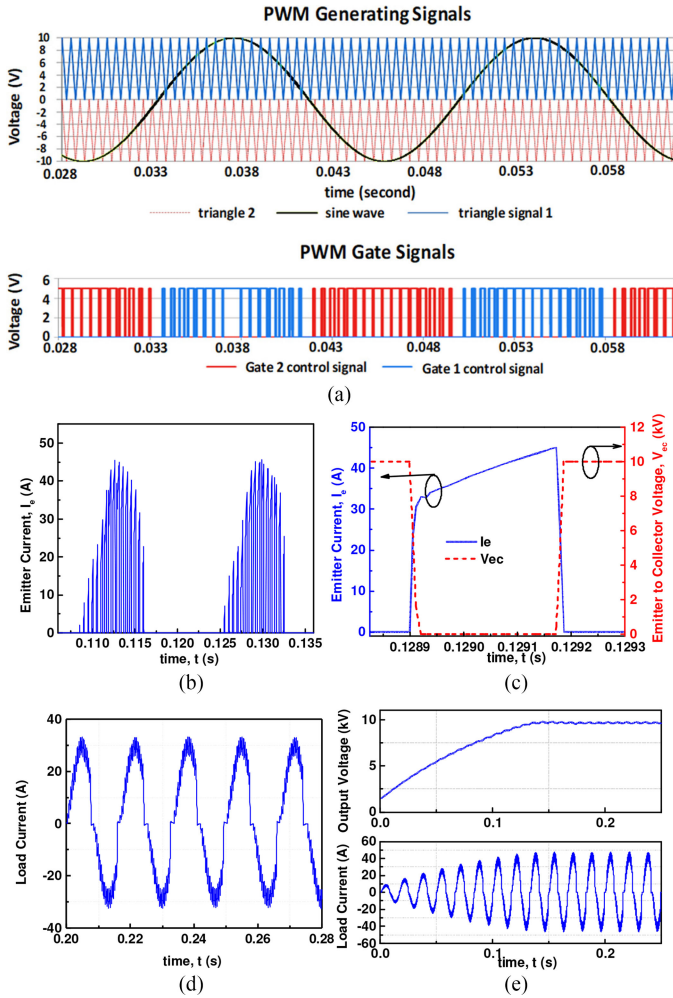 PWM Generating Signals
Voltage (V)
10
8
6
4
2
0
-2
-4
-6
-8
-10
0.028 0.033 0.038 0.043 0.048 0.053 0.058
time (second)
triangle 2 sine wave triangle signal 1
PWM Gate Signals
Voltage (V)
6
4
2
0
0.028 0.033 0.038 0.043 0.048 0.053 0.058
Gate 2 control signal Gate 1 control signal
(a)
Emitter Current, Ie (A)
50
40
30
20
10
0
0.110 0.115 0.120 0.125 0.130 0.135
time, t (s)
(b)
Emitter Current, Ie (A)
50
40
30
20
10
0
Ie
Vec
12
10
8
6
4
2
0
Emitter to Collector Voltage, Vec (kV)
0.1289 0.1290 0.1291 0.1292 0.1293
time, t (s)
(c)
Load Current (A)
40
20
0
-20
-40
0.20 0.22 0.24 0.26 0.28
time, t (s)
(d)
Output Voltage (kV)
10
5
0
0.0 0.1 0.2
Load Current (A)
60
40
20
0
-20
-40
-60
0.0 0.1 0.2
time, t (s)
(e)